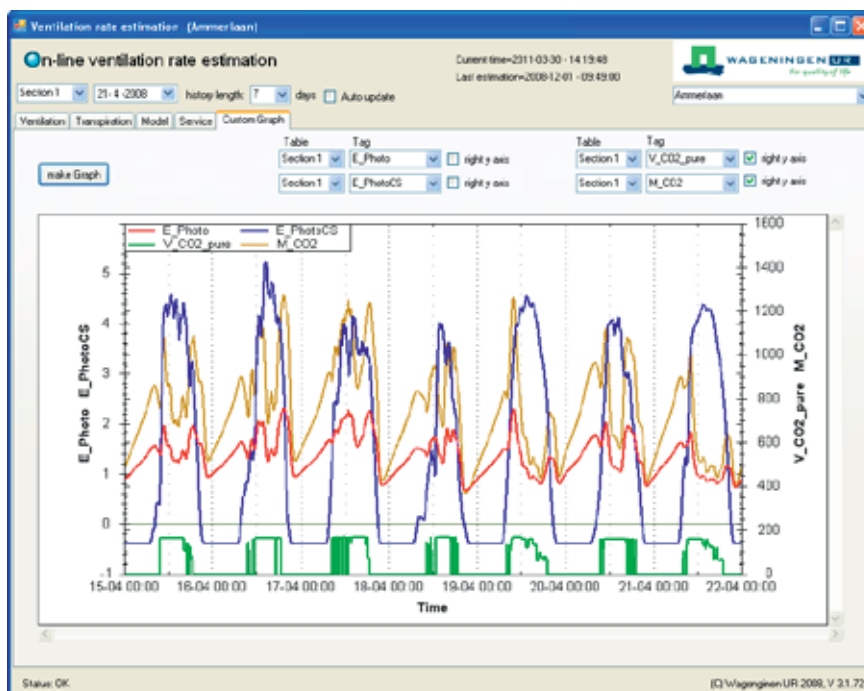 Ventilation rate estimation (Ammerlaan)
On-line ventilation rate estimation
Current time=2011-03-30 - 14:19:48
Last estimation=2008-12-01 - 09:49:00
WAGENINGEN UR
For quality of life
Section 1 21- 4 -2008 history length: 7 days Auto update
Ammerlaan
Ventilation Transpiration Model Service Custom Graph
Table Tag Table Tag
Section 1 E_Photo right y axis Section 1 V_CO2_pure right y axis
make Graph
Section 1 E_PhotoCS right y axis Section 1 M_CO2 right y axis
E_Photo E_PhotoCS
V_CO2_pure M_CO2
5
4
3
2
1
0
-1
E_Photo E_PhotoCS
1600
1400
1200
1000
800
600
400
200
0
V_CO2_pure M_CO2
15-04 00:00 16-04 00:00 17-04 00:00 18-04 00:00 19-04 00:00 20-04 00:00 21-04 00:00 22-04 00:00
Time
Status: OK
(C) Wagenginen UR 2008, V 3.1.72